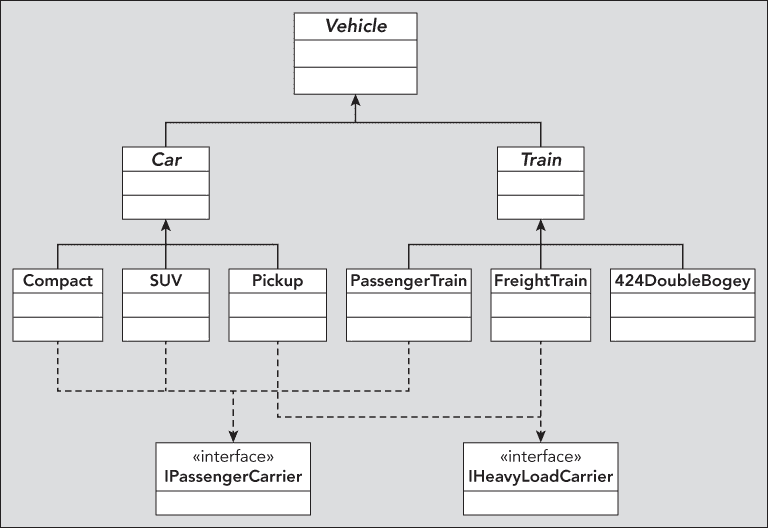 Vehicle
Car
Train
Compact
SUV
Pickup
PassengerTrain
FreightTrain
424DoubleBogey
«interface»
IPassengerCarrier
«interface»
IHeavyLoadCarrier